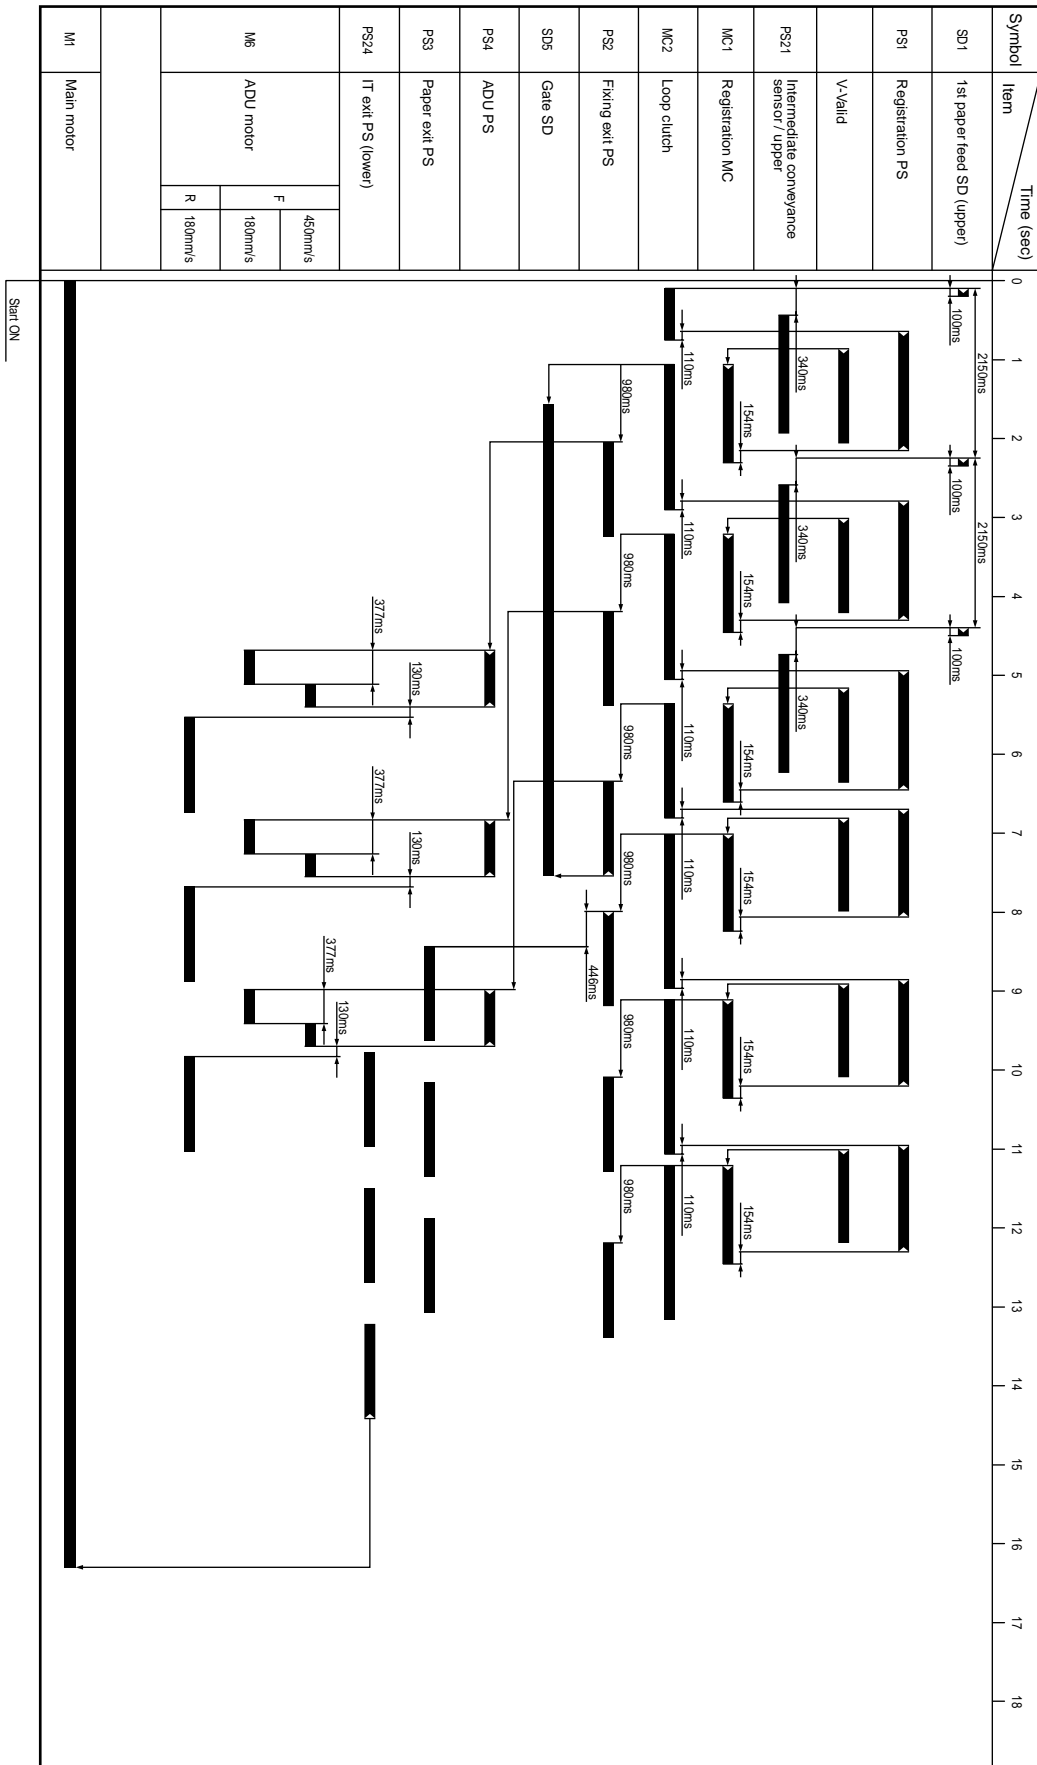 Symbol
Item
Time (sec)
0
1
2
3
4
5
6
7
8
9
10
11
12
13
14
15
16
17
18
SD1
1st paper feed SD (upper)
100ms
2150ms
100ms
2150ms
100ms
PS1
Registration PS
V-Valid
PS21
Intermediate conveyance
sensor / upper
340ms
340ms
340ms
MC1
Registration MC
154ms
154ms
154ms
154ms
154ms
154ms
MC2
Loop clutch
110ms
110ms
110ms
110ms
110ms
110ms
PS2
Fixing exit PS
980ms
980ms
980ms
980ms
980ms
980ms
446ms
SD5
Gate SD
PS4
ADU PS
PS3
Paper exit PS
130ms
130ms
PS24
IT exit PS (lower)
377ms
377ms
377ms
130ms
M6
ADU motor
F
450mm/s
180mm/s
R
180mm/s
M1
Main motor
Start ON